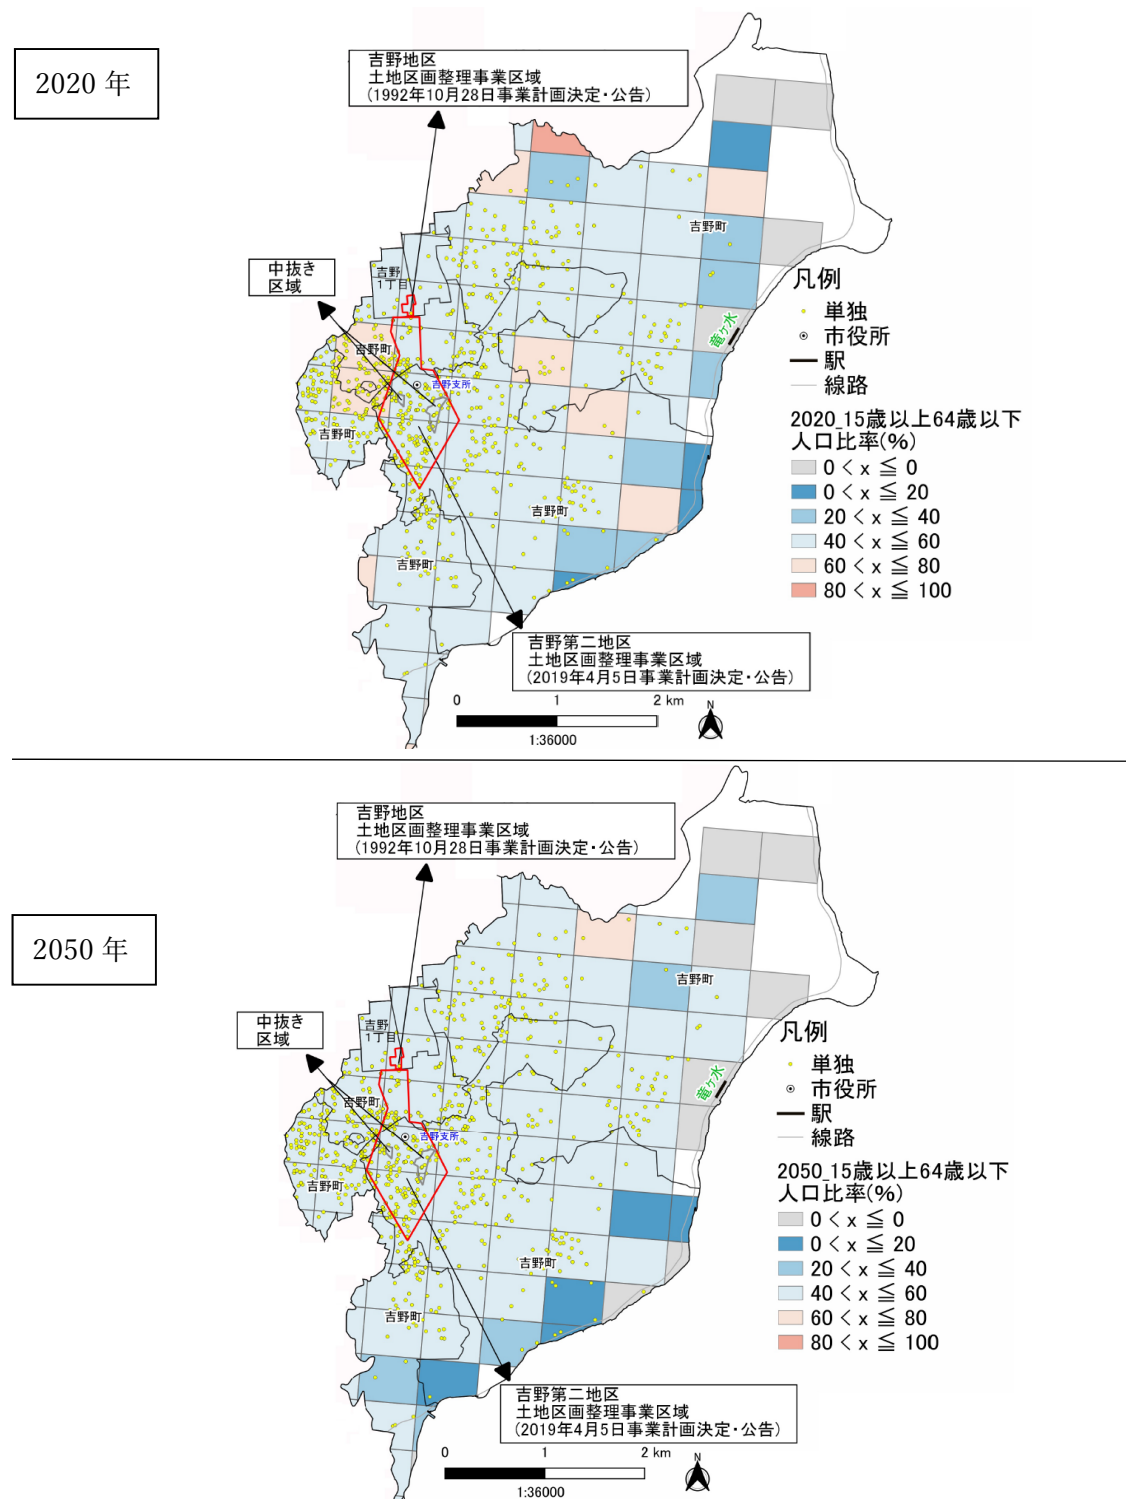 2020 年
吉野地区
土地区画整理事業区域
(1992年10月28日事業計画決定・公告)
吉野町
中抜き
区域
吉野
1丁目
凡例
単独
市役所
駅
線路
竜ヶ水
吉野町
吉野支所
吉野町
2020_15歳以上64歳以下
人口比率(%)
0 < x ≦ 0
0 < x ≦ 20
20 < x ≦ 40
40 < x ≦ 60
60 < x ≦ 80
80 < x ≦ 100
吉野町
吉野町
吉野第二地区
土地区画整理事業区域
(2019年4月5日事業計画決定・公告)
0 1 2 km
1:36000
N
2050 年
吉野地区
土地区画整理事業区域
(1992年10月28日事業計画決定・公告)
吉野町
中抜き
区域
吉野
1丁目
凡例
単独
市役所
駅
線路
竜ヶ水
吉野町
吉野支所
吉野町
2050_15歳以上64歳以下
人口比率(%)
0 < x ≦ 0
0 < x ≦ 20
20 < x ≦ 40
40 < x ≦ 60
60 < x ≦ 80
80 < x ≦ 100
吉野町
吉野町
吉野第二地区
土地区画整理事業区域
(2019年4月5日事業計画決定・公告)
0 1 2 km
1:36000
N